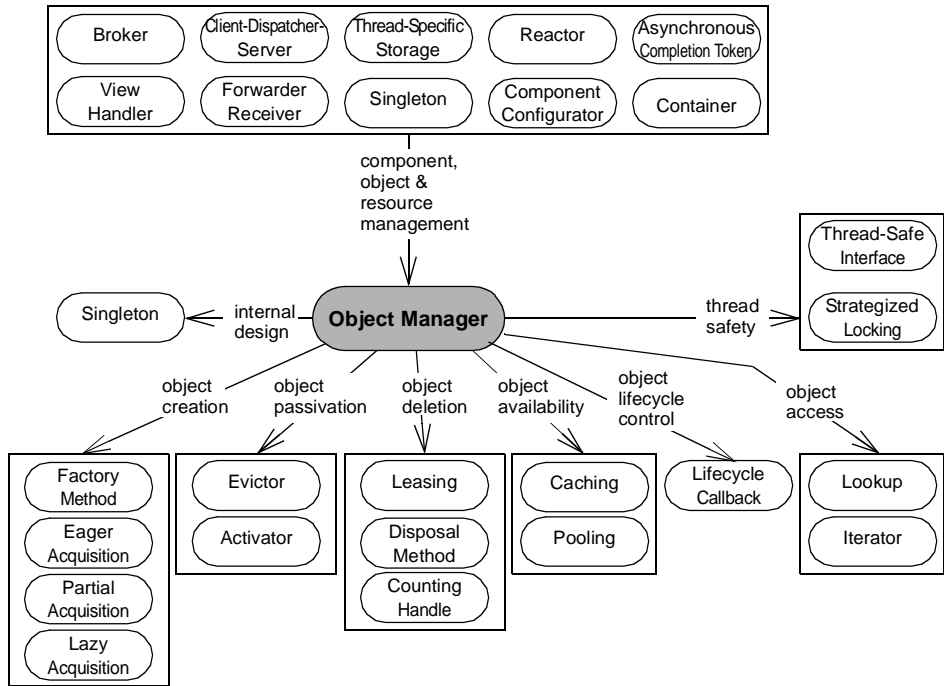 Broker
Client-Dispatcher-
Server
Thread-Specific
Storage
Reactor
Asynchronous
Completion Token
View
Handler
Forwarder
Receiver
Singleton
Component
Configurator
Container
component,
object &
resource
management
Thread-Safe
Interface
Strategized
Locking
Singleton
internal
design
Object Manager
thread
safety
object
creation
object
passivation
object
deletion
object
availability
object
lifecycle
control
object
access
Factory
Method
Eager
Acquisition
Partial
Acquisition
Lazy
Acquisition
Evictor
Activator
Leasing
Disposal
Method
Counting
Handle
Caching
Pooling
Lifecycle
Callback
Lookup
Iterator